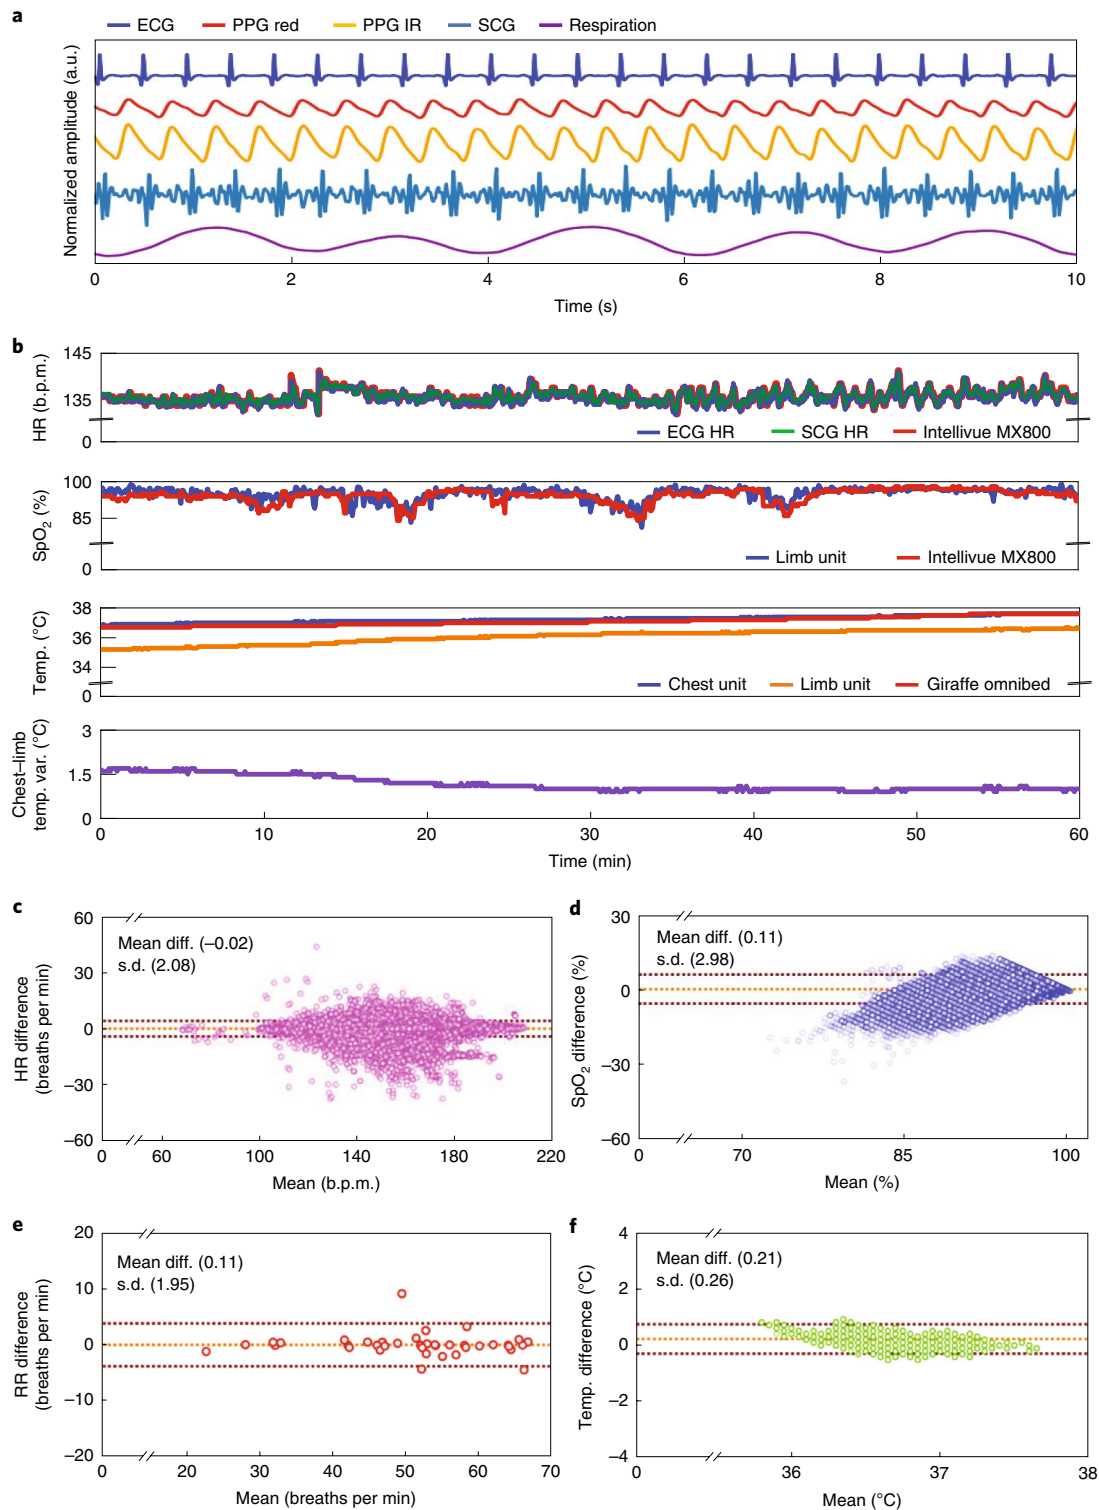 a
ECG PPG red PPG IR SCG Respiration
Normalized amplitude (a.u.)
0 2 4 6 8 10
Time (s)
b
HR (b.p.m.)
145
135
0
ECG HR SCG HR Intellivue MX800
SpO2 (%)
100
85
0
Limb unit Intellivue MX800
Temp. (°C)
38
36
34
0
Chest unit Limb unit Giraffe omnibed
Chest–limb
temp. var. (°C)
3
1.5
0
0 10 20 30 40 50 60
Time (min)
c
HR difference
(breaths per min)
60
30
0
–30
–60
Mean diff. (–0.02)
s.d. (2.08)
0 60 100 140 180 220
Mean (b.p.m.)
d
SpO2 difference (%)
30
0
–30
–60
Mean diff. (0.11)
s.d. (2.98)
0 70 85 100
Mean (%)
e
RR difference
(breaths per min)
20
10
0
–10
–20
Mean diff. (0.11)
s.d. (1.95)
0 20 30 40 50 60 70
Mean (breaths per min)
f
Temp. difference (°C)
4
2
0
–2
–4
Mean diff. (0.21)
s.d. (0.26)
0 36 37 38
Mean (°C)